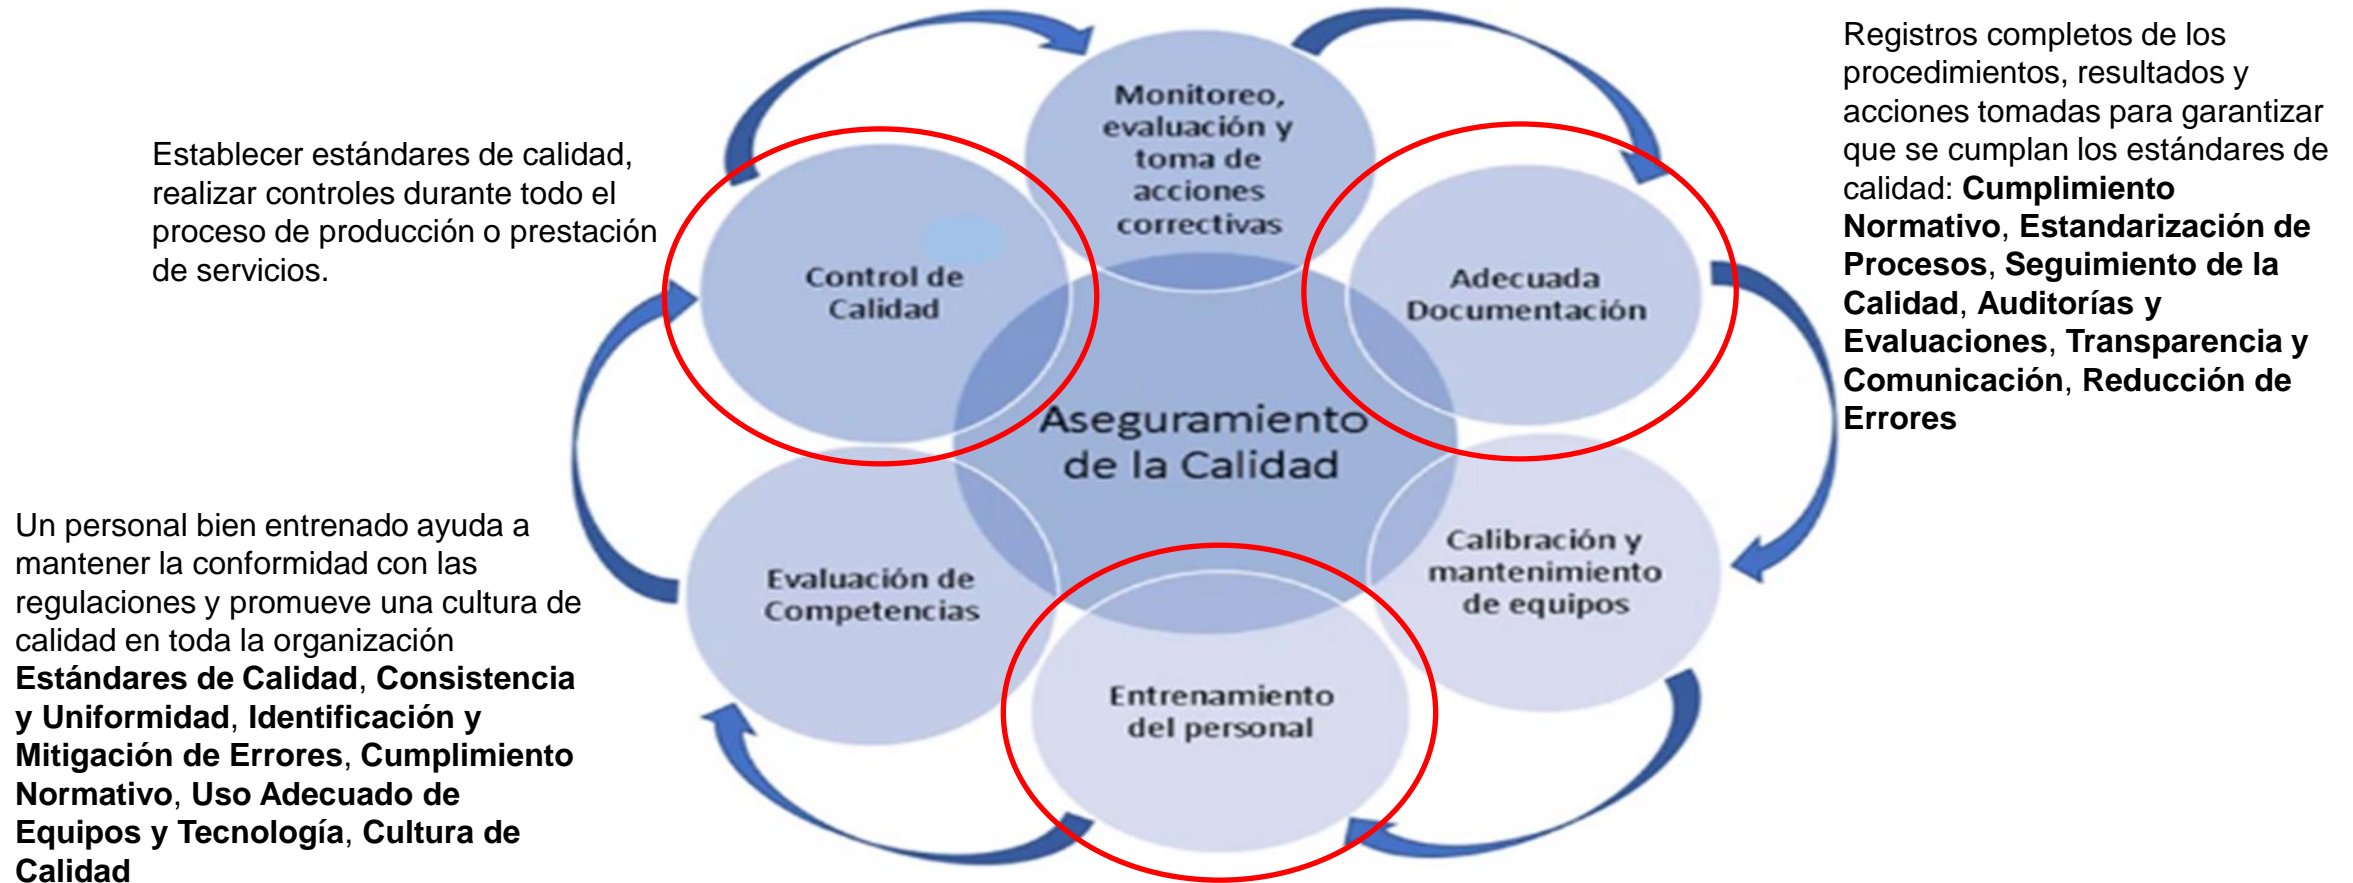 Establecer estándares de calidad,
realizar controles durante todo el
proceso de producción o prestación
de servicios.
Un personal bien entrenado ayuda a
mantener la conformidad con las
regulaciones y promueve una cultura de
calidad en toda la organización
Estándares de Calidad, Consistencia
y Uniformidad, Identificación y
Mitigación de Errores, Cumplimiento
Normativo, Uso Adecuado de
Equipos y Tecnología, Cultura de
Calidad
Monitoreo,
evaluación y
toma de
acciones
correctivas
Control de
Calidad
Adecuada
Documentación
Aseguramiento
de la Calidad
Evaluación de
Competencias
Calibración y
mantenimiento
de equipos
Entrenamiento
del personal
Registros completos de los
procedimientos, resultados y
acciones tomadas para garantizar
que se cumplan los estándares de
calidad: Cumplimiento
Normativo, Estandarización de
Procesos, Seguimiento de la
Calidad, Auditorías y
Evaluaciones, Transparencia y
Comunicación, Reducción de
Errores